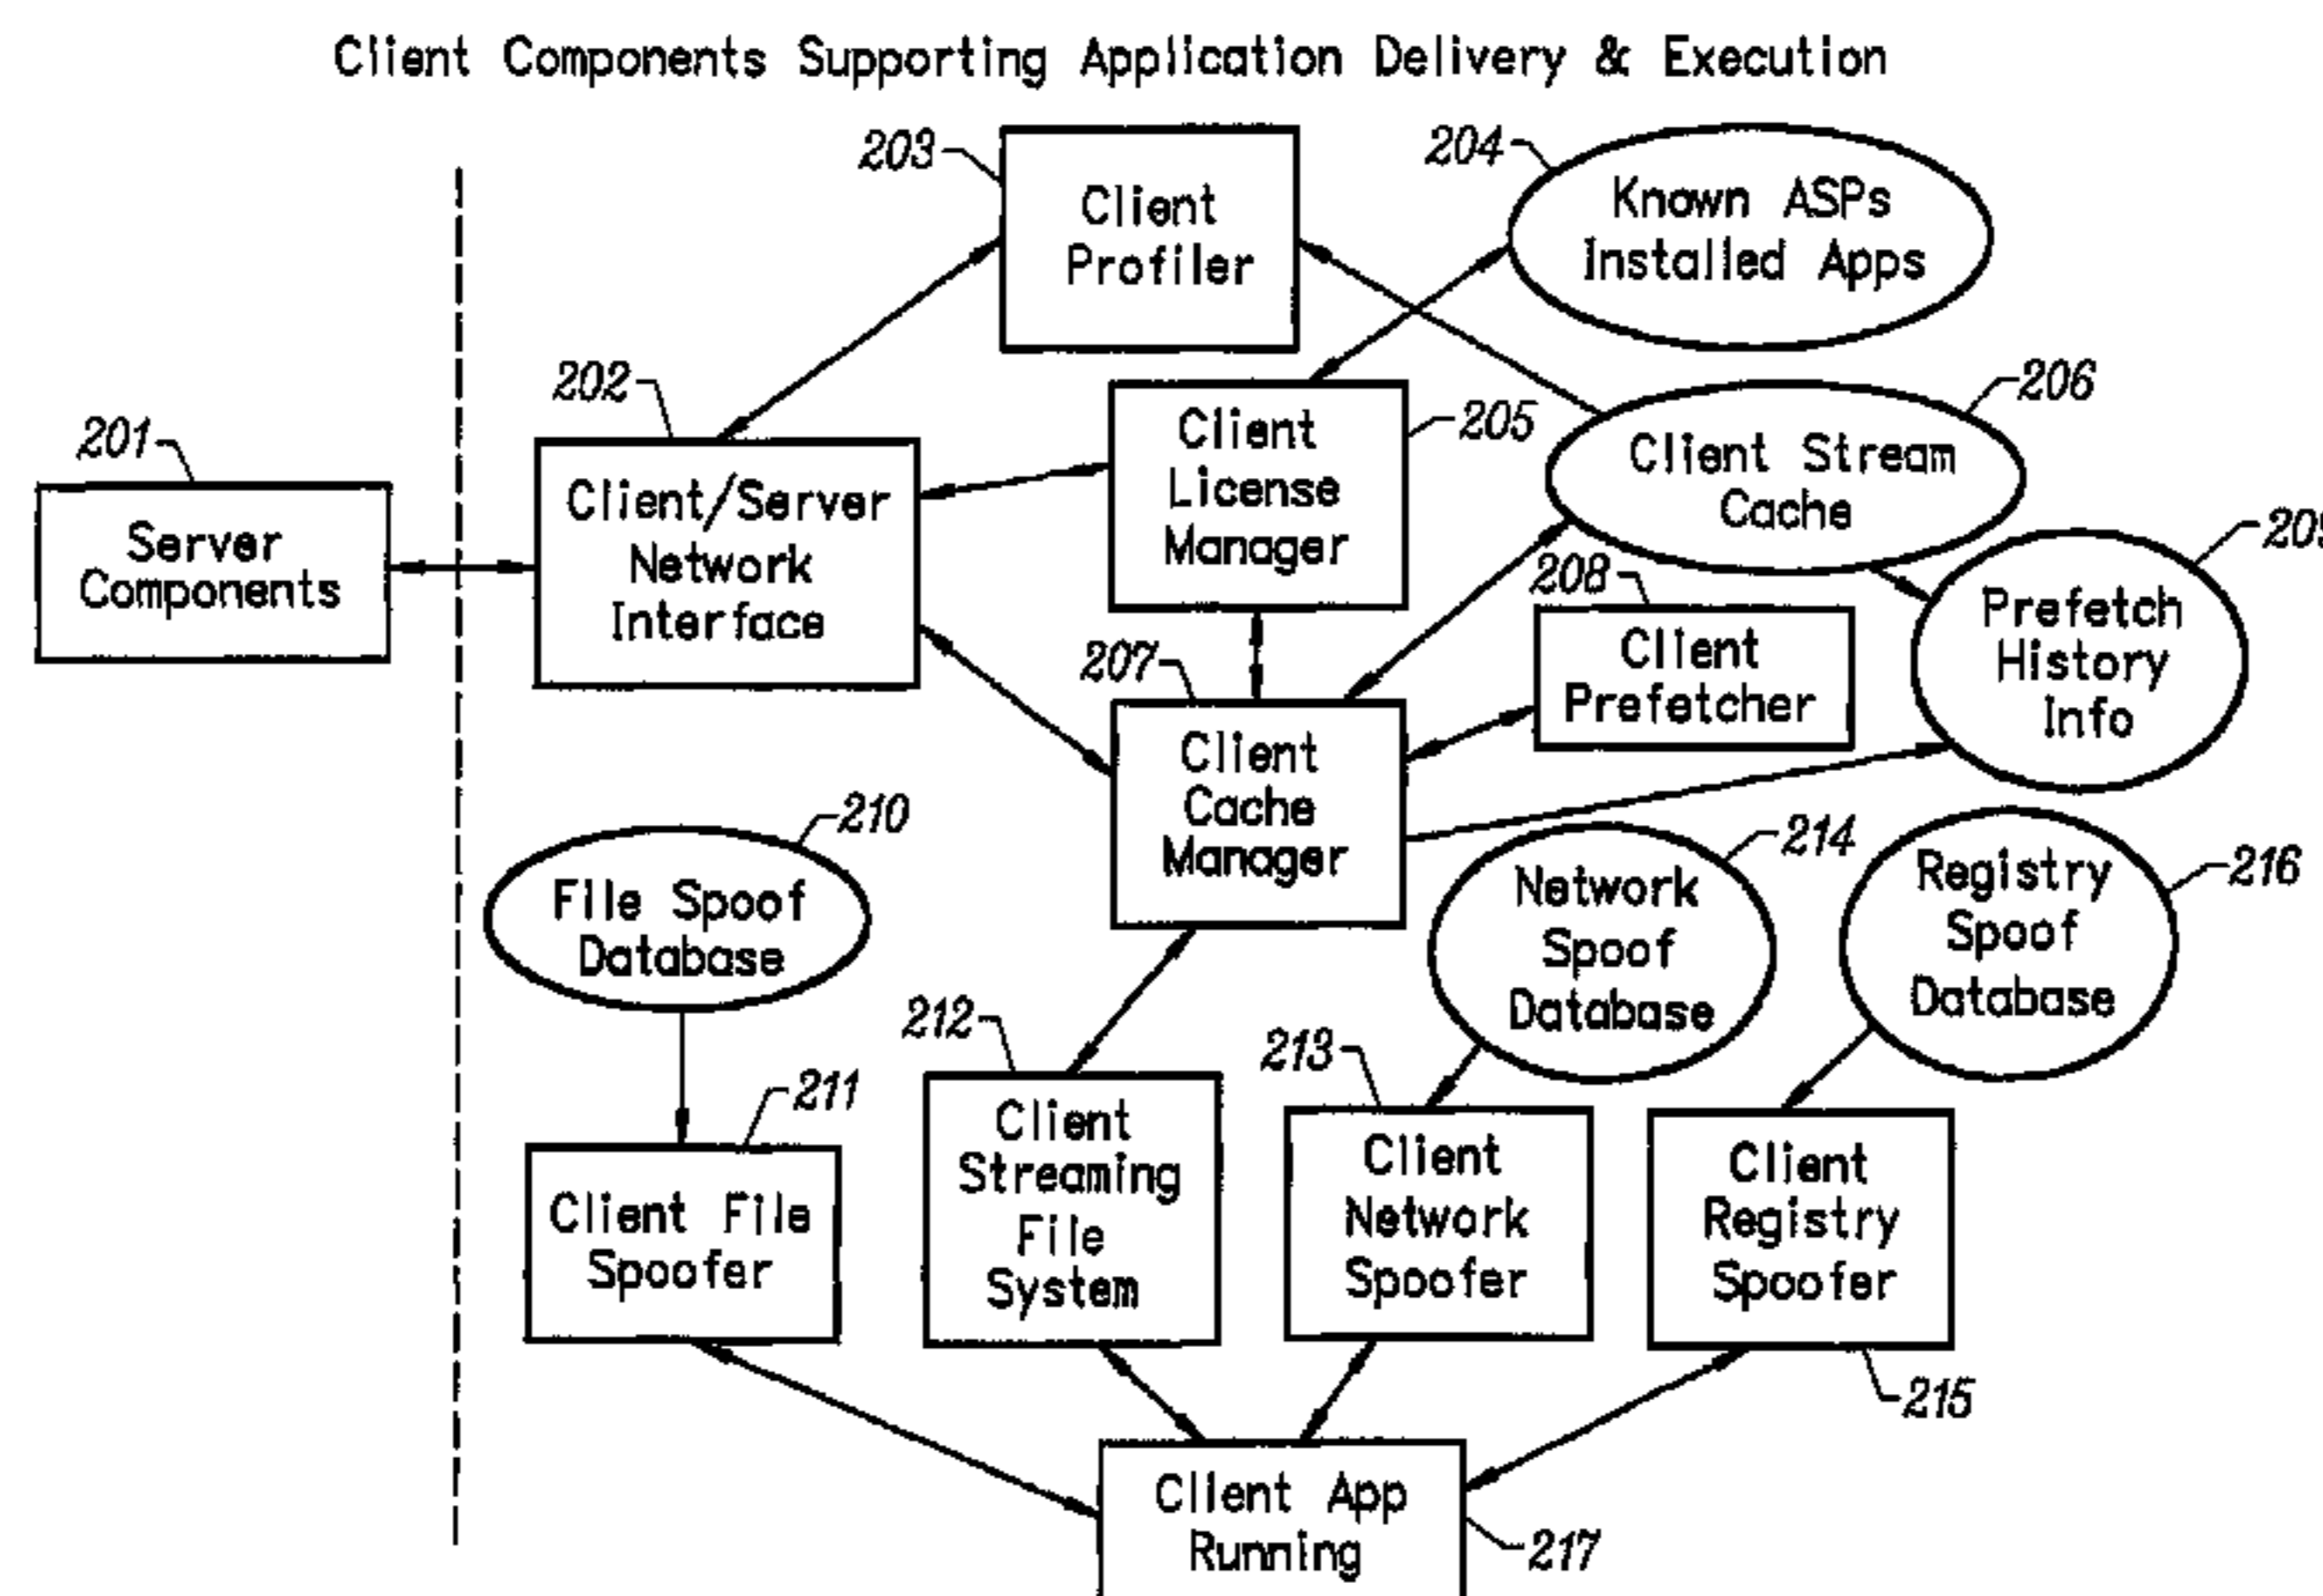 Client Components Supporting Application Delivery & Execution
203
Client
Profiler
204
Known ASPs
Installed Apps
201
Server
Components
202
Client/Server
Network
Interface
205
Client
License
Manager
206
Client Stream
Cache
207
Client
Cache
Manager
208
Client
Prefetcher
209
Prefetch
History
Info
210
File Spoof
Database
211
Client File
Spoofer
212
Client
Streaming
File
System
213
Client
Network
Spoofer
214
Network
Spoof
Database
216
Registry
Spoof
Database
Client
Registry
Spoofer
215
Client App
Running
217